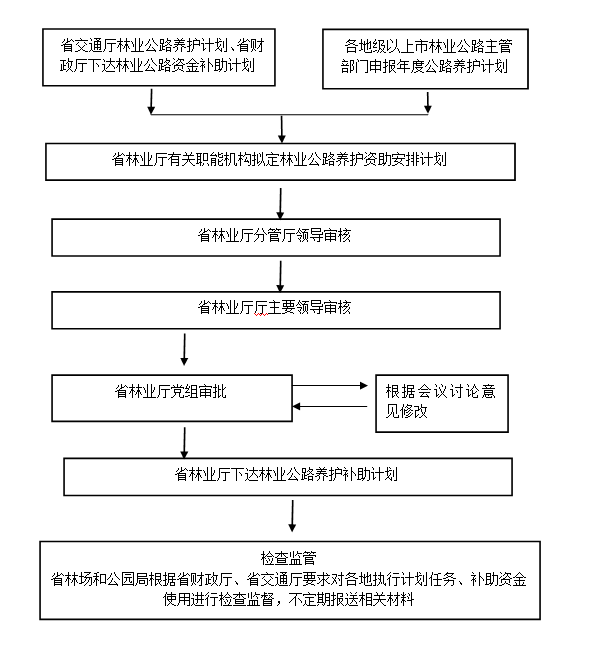 省交通厅林业公路养护计划、省财
政厅下达林业公路资金补助计划
各地级以上市林业公路主管
部门申报年度公路养护计划
省林业厅有关职能机构拟定林业公路养护资助安排计划
省林业厅分管厅领导审核
省林业厅厅主要领导审核
省林业厅党组审批
根据会议讨论意
见修改
省林业厅下达林业公路养护补助计划
检查监管
省林场和公园局根据省财政厅、省交通厅要求对各地执行计划任务、补助资金
使用进行检查监督，不定期报送相关材料